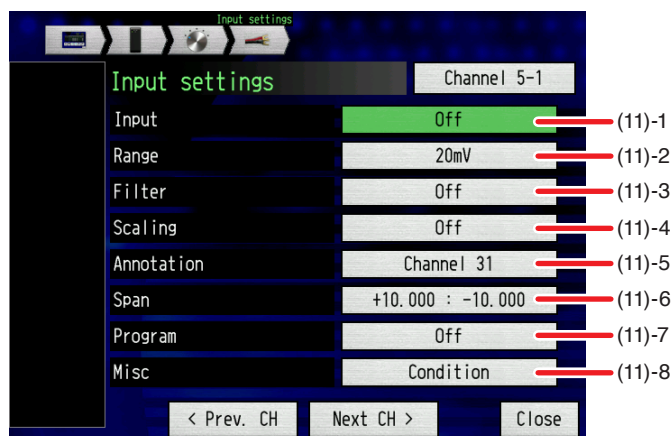 Input settings
Input settings Channel 5-1
Input Off (11)-1
Range 20mV (11)-2
Filter Off (11)-3
Scaling Off (11)-4
Annotation Channel 31 (11)-5
Span +10.000 : -10.000 (11)-6
Program Off (11)-7
Misc Condition (11)-8
< Prev. CH Next CH > Close